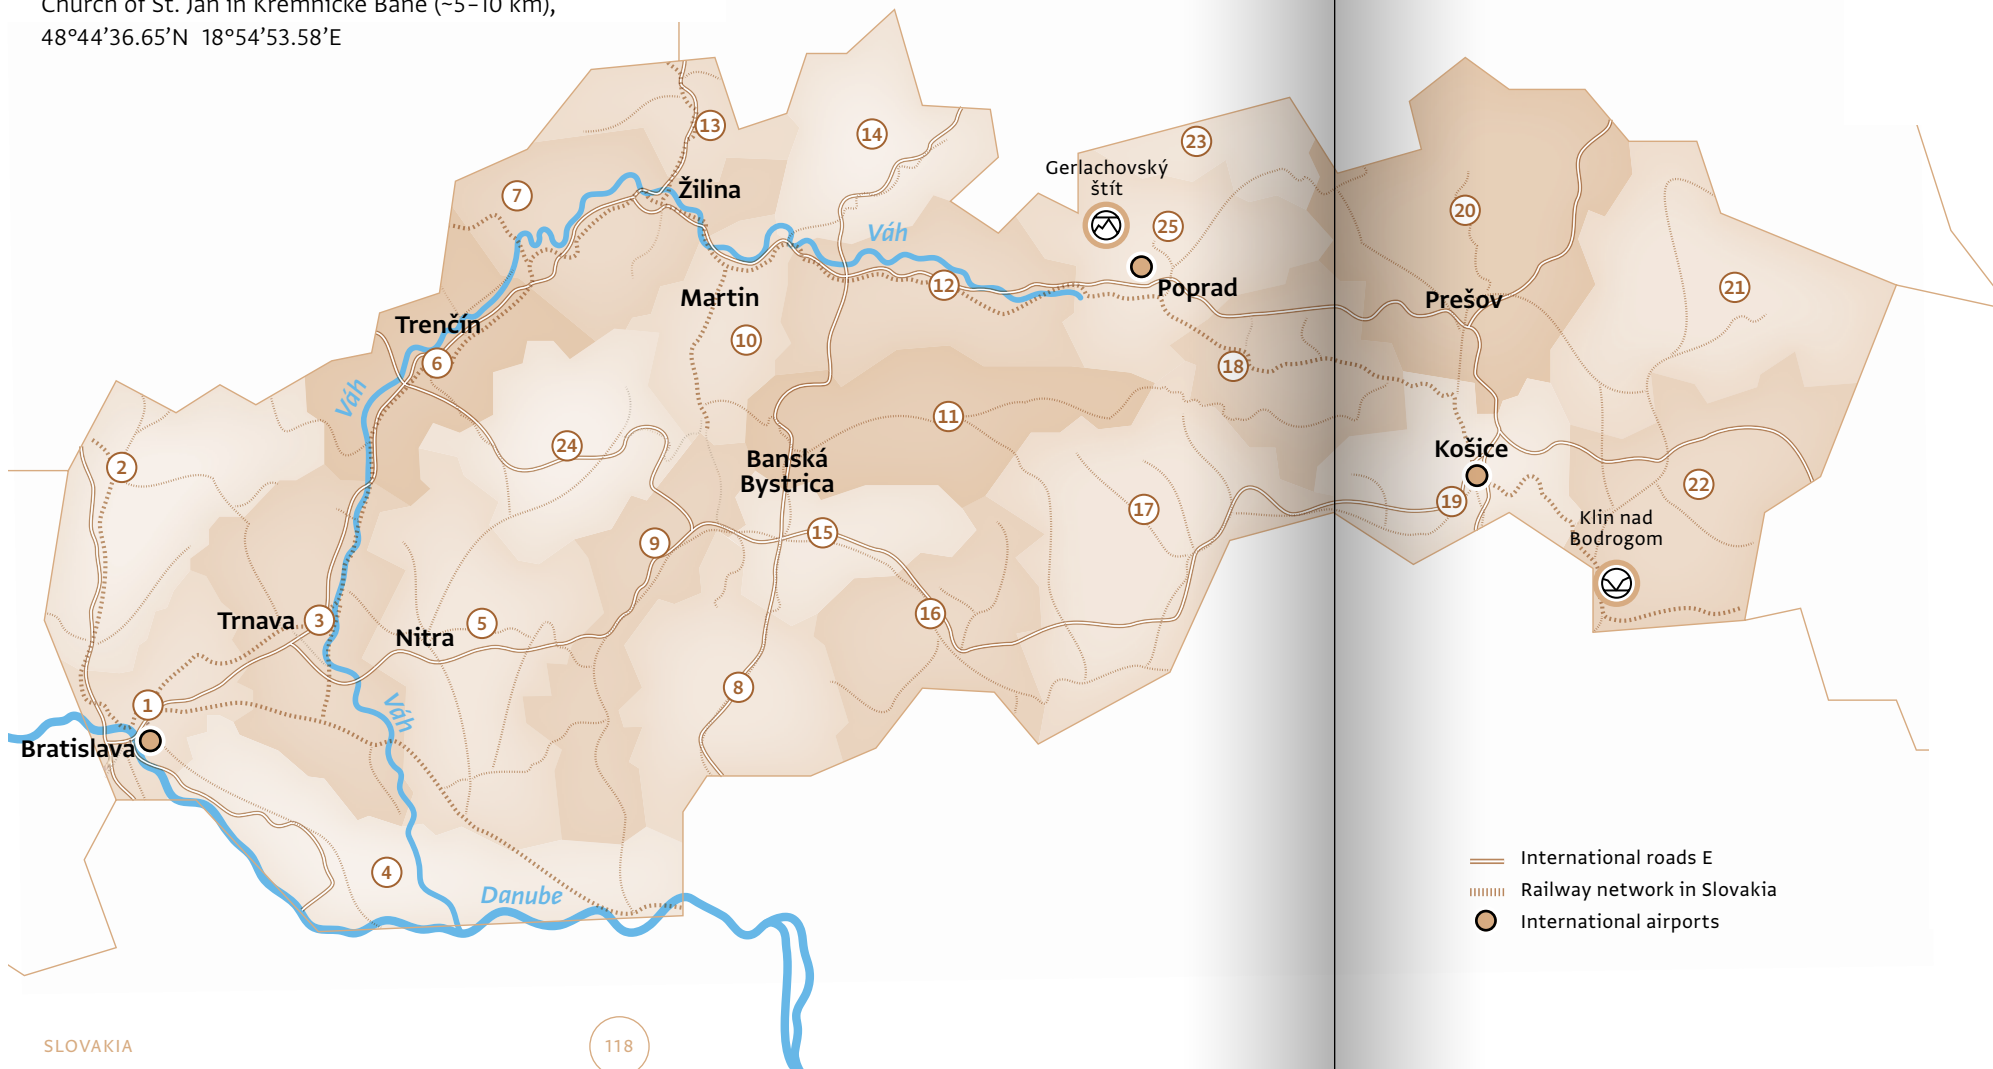 Church of St. Jan in Kremnické Bane (~5–10 km),
48°44’36.65’N 18°54’53.58’E
13
14
23
Gerlachovský
štít
7
Žilina
20
25
Váh
12
Poprad
Prešov
21
Martin
Trenčín
10
6
18
Váh
11
24
2
Banská
Bystrica
Košice
22
19
17
Klin nad
Bodrogom
15
9
16
Trnava
3
5
Nitra
8
1
Váh
Bratislava
4
Danube
International roads E
Railway network in Slovakia
International airports
SLOVAKIA
118